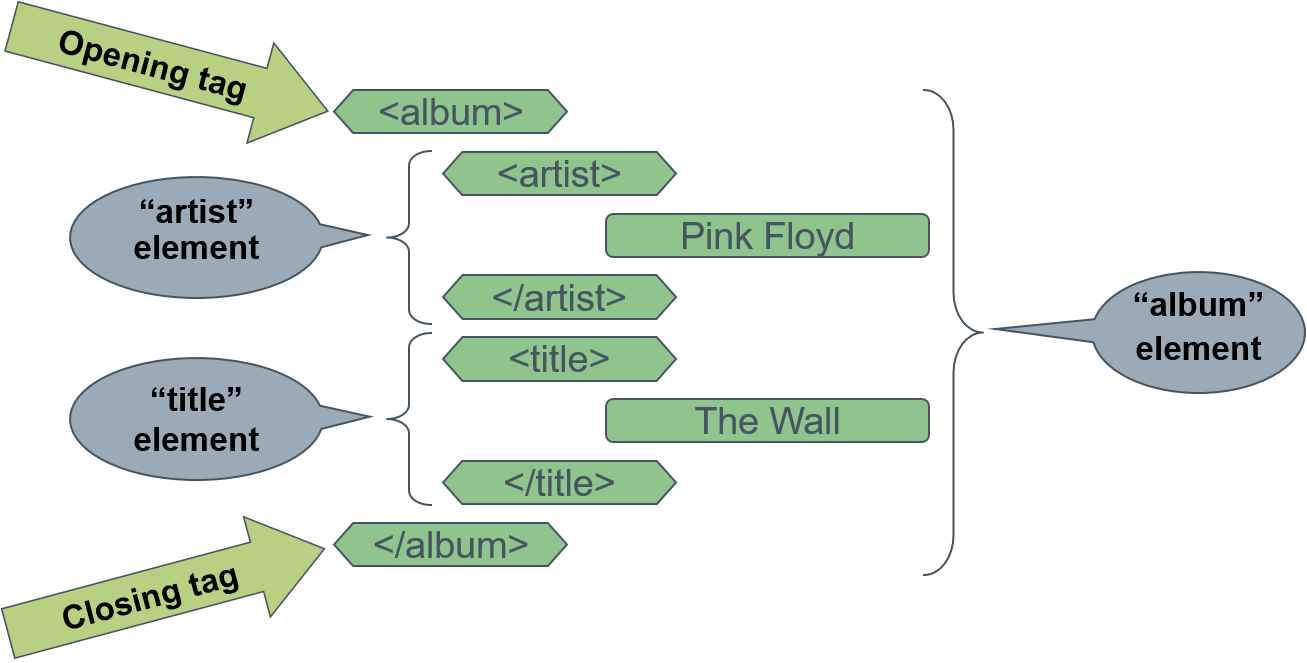 Opening tag
<album>
<artist>
“artist”
element
Pink Floyd
</artist>
“album”
element
<title>
“title”
element
The Wall
</title>
</album>
Closing tag